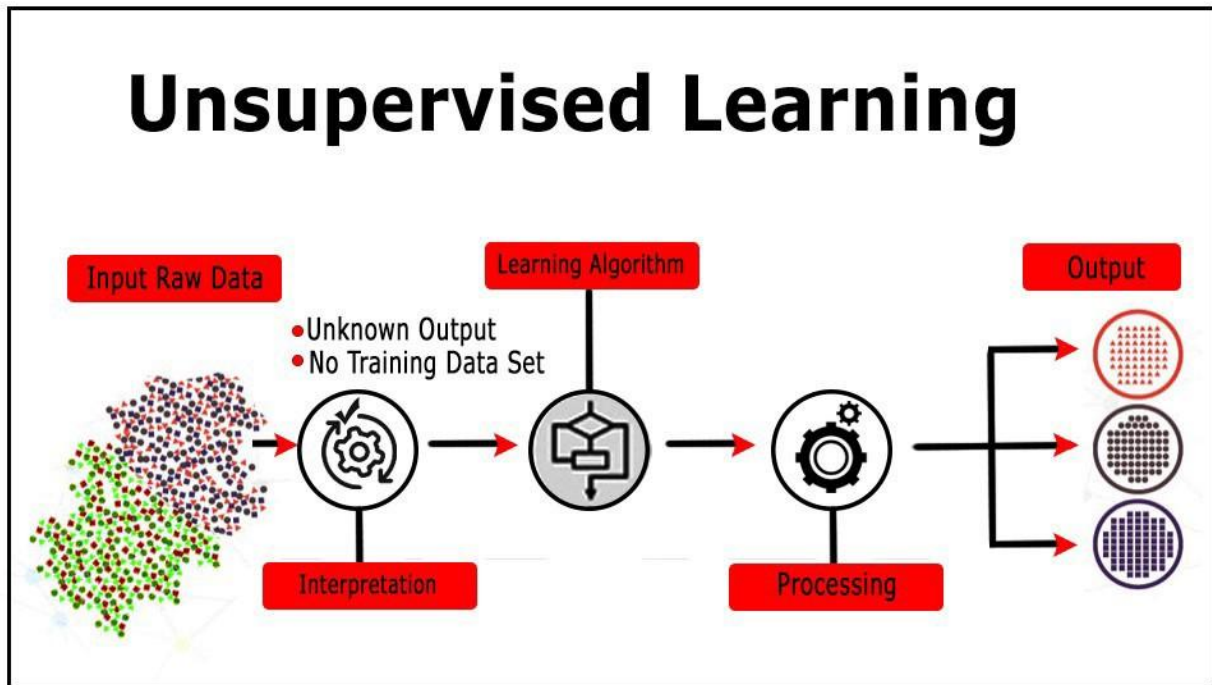 Unsupervised Learning
Input Raw Data
Unknown Output
No Training Data Set
Learning Algorithm
Output
Interpretation
Processing